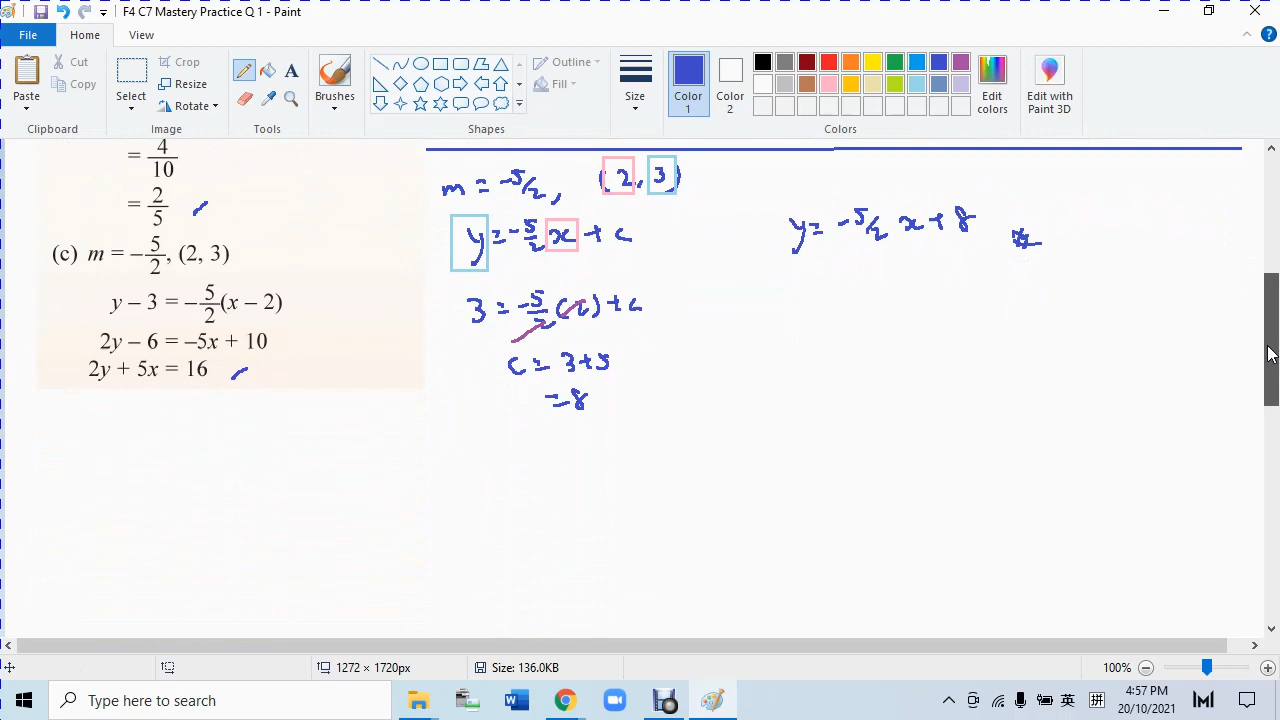 F4 C7 Mastery Practice Q 1 - Paint
File Home View
Paste Cut Copy Clipboard
Select Crop Resize Rotate Image
Tools
Brushes
Outline Fill Shapes
Size
Color 1 Color 2 Edit colors Colors
Edit with Paint 3D
= 4/10
= 2/5
(c) m = −5/2, (2, 3)
y − 3 = −5/2(x − 2)
2y − 6 = −5x + 10
2y + 5x = 16
m = -5/2, (2, 3)
y = -5/2 x + c
3 = -5/2 (2) + c
c = 3+5
= 8
y = -5/2 x + 8
1272 × 1720px Size: 136.0KB 100%
Type here to search
英 拼 4:57 PM
20/10/2021